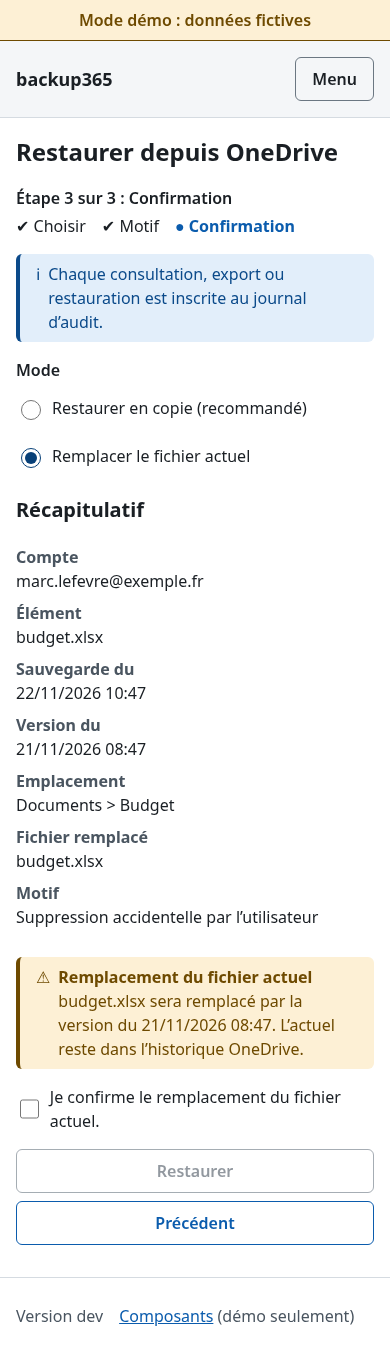 Mode démo : données fictives
backup365
Menu
Restaurer depuis OneDrive
Étape 3 sur 3 : Confirmation
✔ Choisir ✔ Motif ● Confirmation
i Chaque consultation, export ou
restauration est inscrite au journal
d’audit.
Mode
Restaurer en copie (recommandé)
Remplacer le fichier actuel
Récapitulatif
Compte
marc.lefevre@exemple.fr
Élément
budget.xlsx
Sauvegarde du
22/11/2026 10:47
Version du
21/11/2026 08:47
Emplacement
Documents > Budget
Fichier remplacé
budget.xlsx
Motif
Suppression accidentelle par l’utilisateur
⚠ Remplacement du fichier actuel
budget.xlsx sera remplacé par la
version du 21/11/2026 08:47. L’actuel
reste dans l’historique OneDrive.
Je confirme le remplacement du fichier
actuel.
Restaurer
Précédent
Version dev Composants (démo seulement)